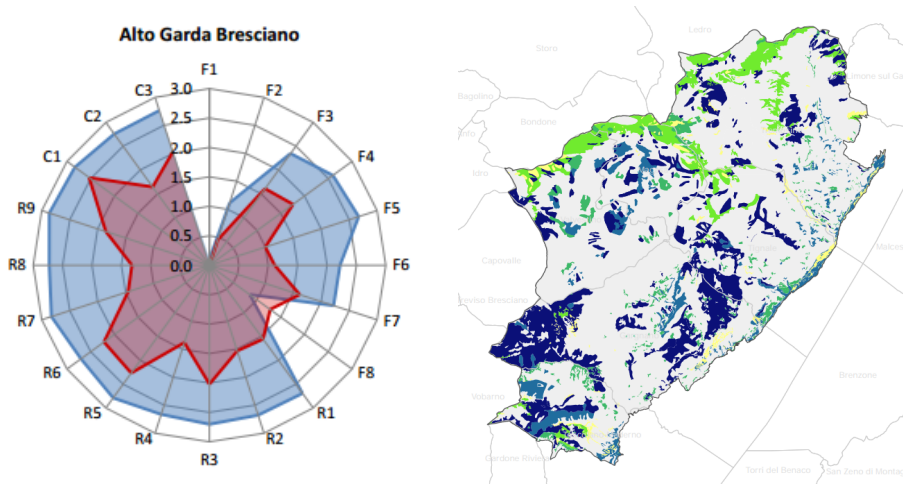 Alto Garda Bresciano
F1
3.0
2.5
2.0
1.5
1.0
0.5
0.0
F2
F3
F4
F5
F6
F7
F8
R1
R2
R3
R4
R5
R6
R7
R8
R9
C1
C2
C3
Ledro
Storo
Bagolino
Bondone
Idro
Capovalle
Treviso Bresciano
Vobarno
Gardone Riviera
Brenzone
Torri del Benaco
San Zeno di Montag